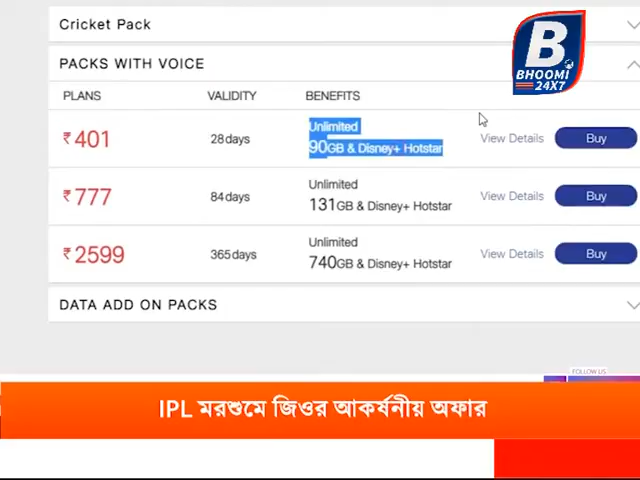 Cricket Pack
B
BHOOMI
24X7
PACKS WITH VOICE
PLANS VALIDITY BENEFITS
₹401 28days Unlimited
90GB & Disney+ Hotstar View Details Buy
₹777 84days Unlimited
131GB & Disney+ Hotstar View Details Buy
₹2599 365days Unlimited
740GB & Disney+ Hotstar View Details Buy
DATA ADD ON PACKS
FOLLOW US
IPL মরশুমে জিওর আকর্ষনীয় অফার